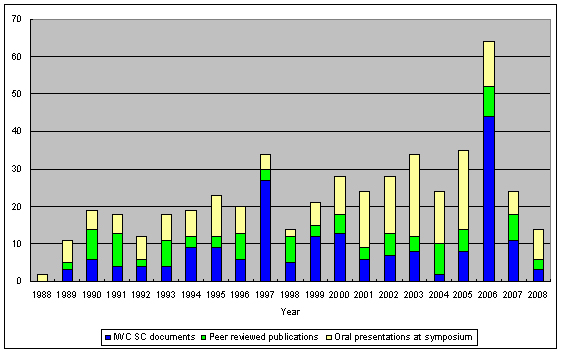 70
60
50
40
30
20
10
0
1988 1989 1990 1991 1992 1993 1994 1995 1996 1997 1998 1999 2000 2001 2002 2003 2004 2005 2006 2007 2008
Year
IWC SC documents Peer reviewed publications Oral presentations at symposium